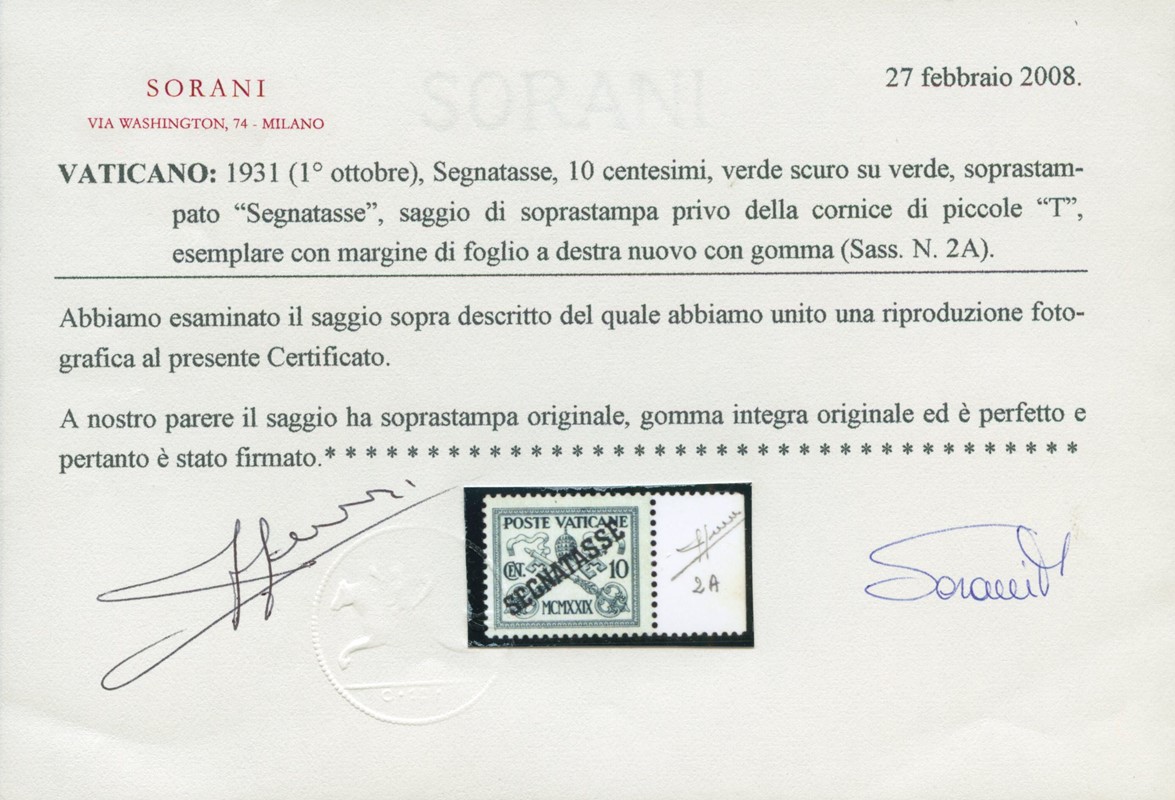 SORANI
VIA WASHINGTON, 74 - MILANO
SORANI
27 febbraio 2008.
VATICANO: 1931 (1° ottobre), Segnatasse, 10 centesimi, verde scuro su verde, soprastam-
pato “Segnatasse”, saggio di soprastampa privo della cornice di piccole “T”,
esemplare con margine di foglio a destra nuovo con gomma (Sass. N. 2A).
Abbiamo esaminato il saggio sopra descritto del quale abbiamo unito una riproduzione foto-
grafica al presente Certificato.
A nostro parere il saggio ha soprastampa originale, gomma integra originale ed è perfetto e
pertanto è stato firmato.* * * * * * * * * * * * * * * * * * * * * * * * * * * * * * * * * * * * *
POSTE VATICANE
SEGNATASSE
CEN. 10
MCMXXIX
2A
Sorani